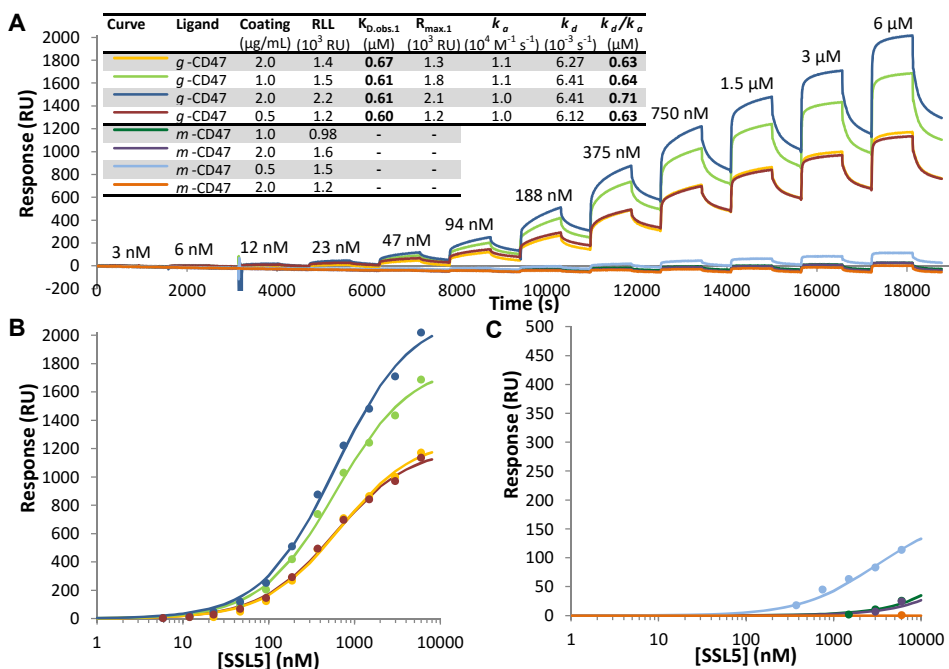 A
Curve Ligand Coating RLL K_D.obs.1 R_max.1 k_a k_d k_d/k_a
(µg/mL) (10³ RU) (µM) (10³ RU) (10⁴ M⁻¹ s⁻¹) (10⁻³ s⁻¹) (µM)
g-CD47 2.0 1.4 0.67 1.3 1.1 6.27 0.63
g-CD47 1.0 1.5 0.61 1.8 1.1 6.41 0.64
g-CD47 2.0 2.2 0.61 2.1 1.0 6.41 0.71
g-CD47 0.5 1.2 0.60 1.2 1.0 6.12 0.63
m-CD47 1.0 0.98 - -
m-CD47 2.0 1.6 - -
m-CD47 0.5 1.5 - -
m-CD47 2.0 1.2 - -
3 nM 6 nM 12 nM 23 nM 47 nM 94 nM 188 nM 375 nM 750 nM 1.5 µM 3 µM 6 µM
Response (RU)
2000
1800
1600
1400
1200
1000
800
600
400
200
0
-200
0 2000 4000 6000 8000 10000 12000 14000 16000 18000
Time (s)
B
Response (RU)
2000
1800
1600
1400
1200
1000
800
600
400
200
0
1 10 100 1000 10000
[SSL5] (nM)
C
Response (RU)
500
450
400
350
300
250
200
150
100
50
0
1 10 100 1000 10000
[SSL5] (nM)